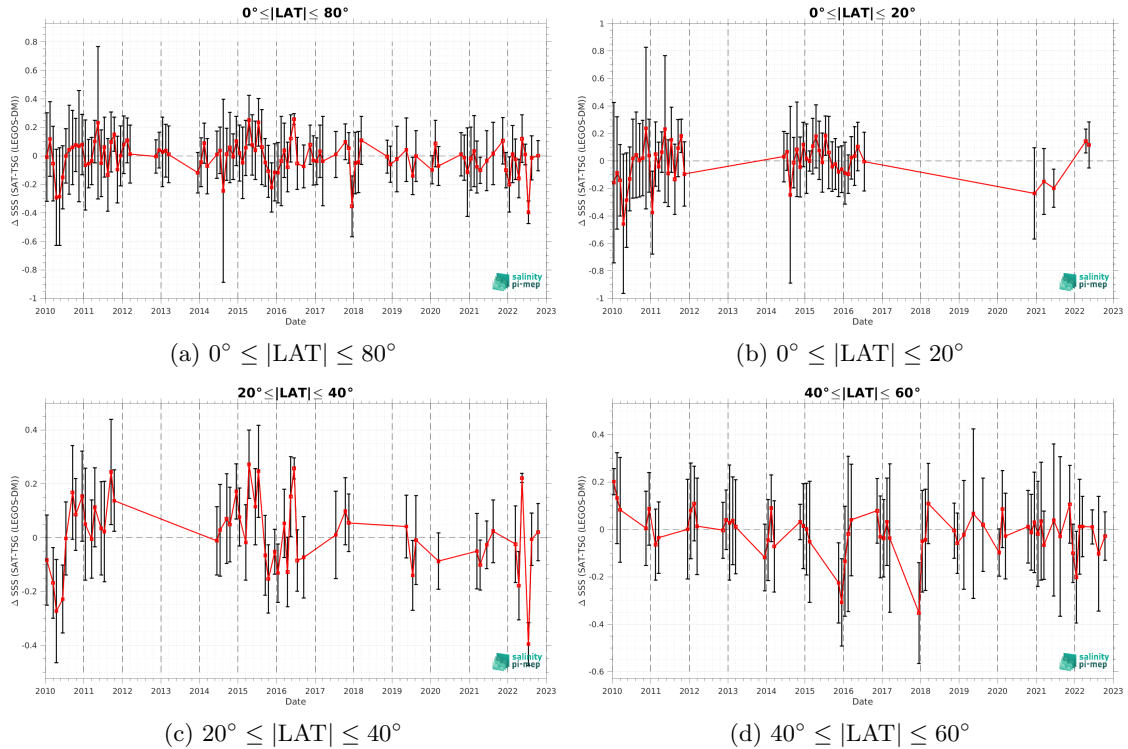 0°≤|LAT|≤ 80°
Δ SSS (SAT-TSG (LEGOS-DM))
0.8
0.6
0.4
0.2
0
-0.2
-0.4
-0.6
-0.8
-1
2010 2011 2012 2013 2014 2015 2016 2017 2018 2019 2020 2021 2022 2023
Date
salinity
pi-mep
(a) 0° ≤ |LAT| ≤ 80°
0°≤|LAT|≤ 20°
Δ SSS (SAT-TSG (LEGOS-DM))
1
0.8
0.6
0.4
0.2
0
-0.2
-0.4
-0.6
-0.8
-1
2010 2011 2012 2013 2014 2015 2016 2017 2018 2019 2020 2021 2022 2023
Date
salinity
pi-mep
(b) 0° ≤ |LAT| ≤ 20°
20°≤|LAT|≤ 40°
Δ SSS (SAT-TSG (LEGOS-DM))
0.4
0.2
0
-0.2
-0.4
2010 2011 2012 2013 2014 2015 2016 2017 2018 2019 2020 2021 2022 2023
Date
salinity
pi-mep
(c) 20° ≤ |LAT| ≤ 40°
40°≤|LAT|≤ 60°
Δ SSS (SAT-TSG (LEGOS-DM))
0.4
0.2
0
-0.2
-0.4
-0.6
2010 2011 2012 2013 2014 2015 2016 2017 2018 2019 2020 2021 2022 2023
Date
salinity
pi-mep
(d) 40° ≤ |LAT| ≤ 60°